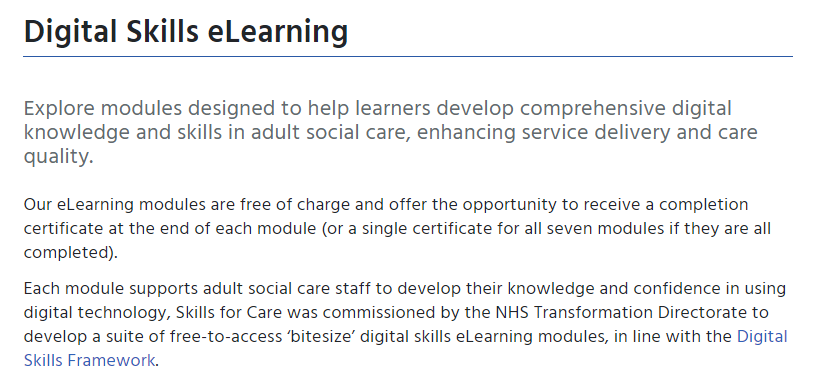 Digital Skills eLearning
Explore modules designed to help learners develop comprehensive digital
knowledge and skills in adult social care, enhancing service delivery and care
quality.
Our eLearning modules are free of charge and offer the opportunity to receive a completion
certificate at the end of each module (or a single certificate for all seven modules if they are all
completed).
Each module supports adult social care staff to develop their knowledge and confidence in using
digital technology, Skills for Care was commissioned by the NHS Transformation Directorate to
develop a suite of free-to-access ‘bitesize’ digital skills eLearning modules, in line with the Digital
Skills Framework.